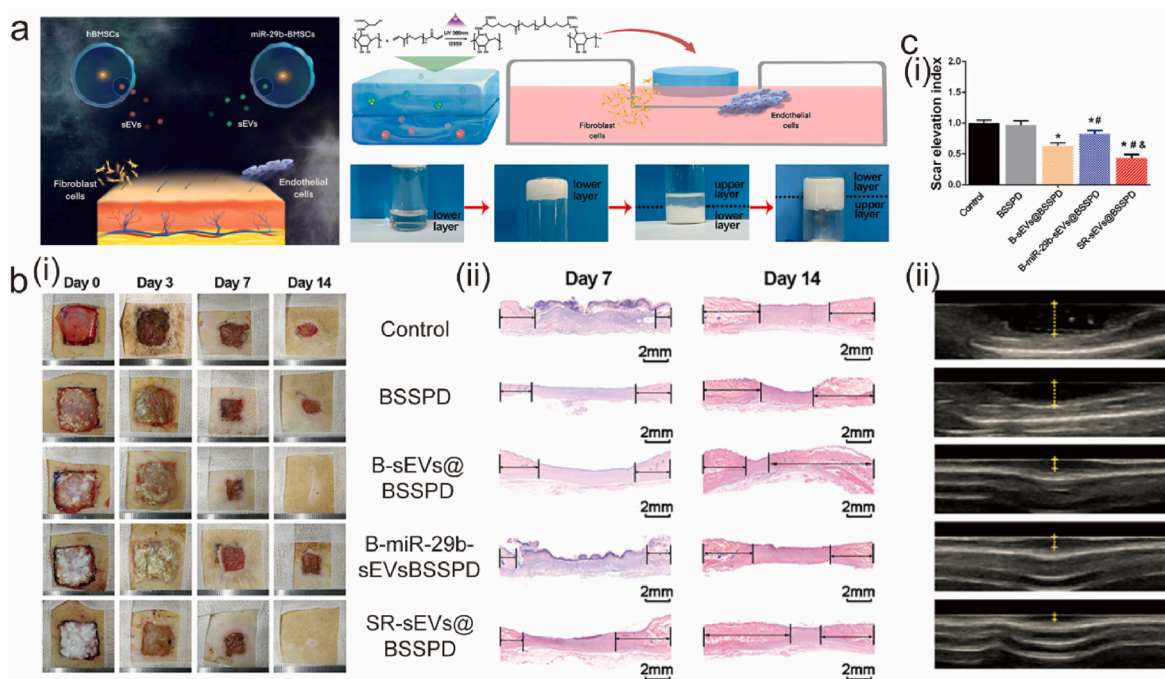 a
hBMSCs
miR-29b-BMSCs
sEVs
sEVs
Fibroblast
cells
Endothelial
cells
UV 365nm
I2959
Fibroblast
cells
Endothelial
cells
lower
layer
lower
layer
upper
layer
lower
layer
lower
layer
upper
layer
c
(i)
Scar elevation index
2.0
1.5
1.0
0.5
0.0
*
*#
* # &
Control
BSSPD
B-sEVs@BSSPD
B-miR-29b-sEVs@BSSPD
SR-sEVs@BSSPD
b
(i)
Day 0
Day 3
Day 7
Day 14
(ii)
Day 7
Day 14
Control
2mm
2mm
BSSPD
2mm
2mm
B-sEVs@
BSSPD
2mm
2mm
B-miR-29b-
sEVsBSSPD
2mm
2mm
SR-sEVs@
BSSPD
2mm
2mm
(ii)